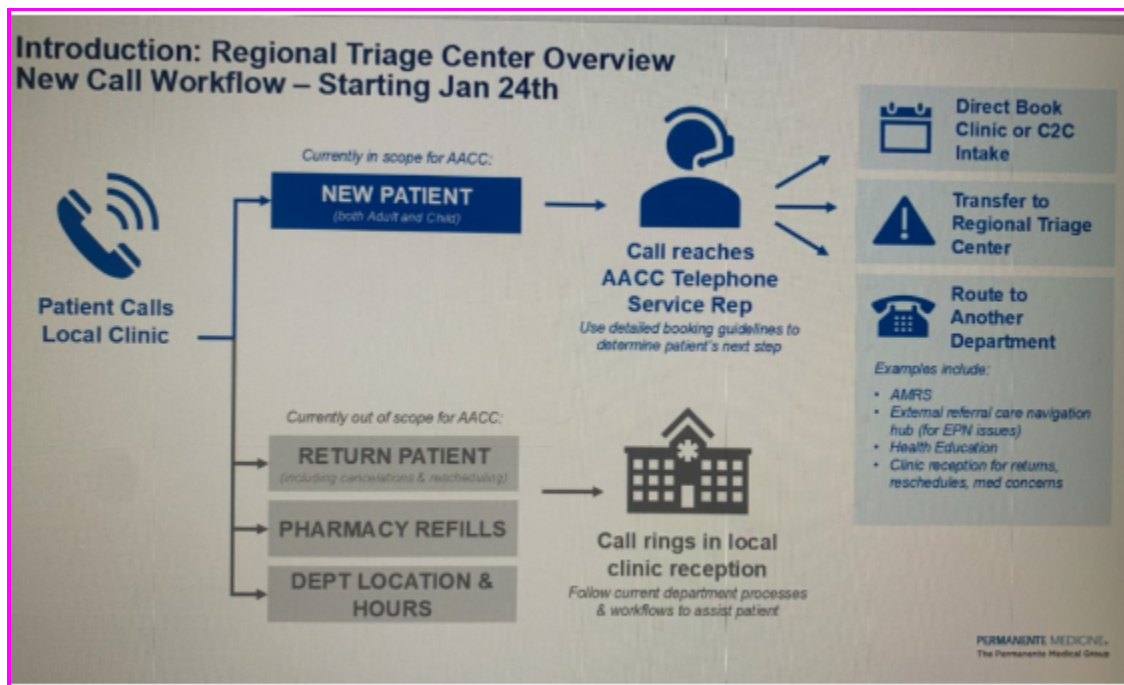 Introduction: Regional Triage Center Overview
New Call Workflow – Starting Jan 24th
Patient Calls
Local Clinic
Currently in scope for AACC:
NEW PATIENT
(both Adult and Child)
Call reaches
AACC Telephone
Service Rep
Use detailed booking guidelines to
determine patient's next step
Direct Book
Clinic or C2C
Intake
Transfer to
Regional Triage
Center
Route to
Another
Department
Examples include:
• AMRS
• External referral care navigation
hub (for EPN issues)
• Health Education
• Clinic reception for returns,
reschedules, med concerns
Currently out of scope for AACC:
RETURN PATIENT
(including cancelations & rescheduling)
PHARMACY REFILLS
DEPT LOCATION &
HOURS
Call rings in local
clinic reception
Follow current department processes
& workflows to assist patient
PERMANENTE MEDICINE®
The Permanente Medical Group